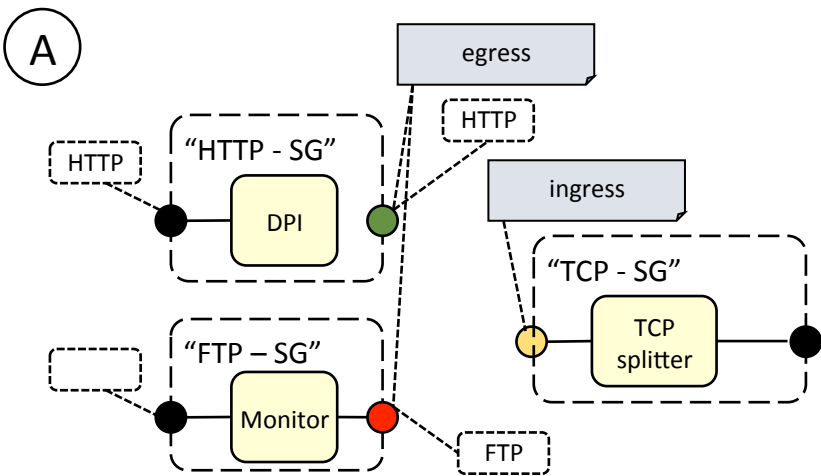 A
egress
HTTP
HTTP
“HTTP - SG”
DPI
ingress
“TCP - SG”
TCP
splitter
“FTP – SG”
Monitor
FTP